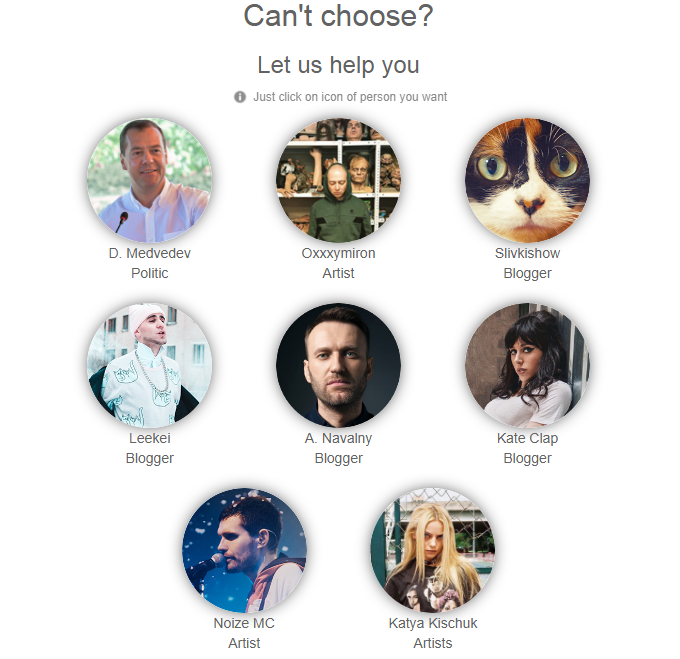 Can't choose?
Let us help you
Just click on icon of person you want
D. Medvedev
Politic
Oxxxymiron
Artist
Slivkishow
Blogger
Leekei
Blogger
A. Navalny
Blogger
Kate Clap
Blogger
Noize MC
Artist
Katya Kischuk
Artists